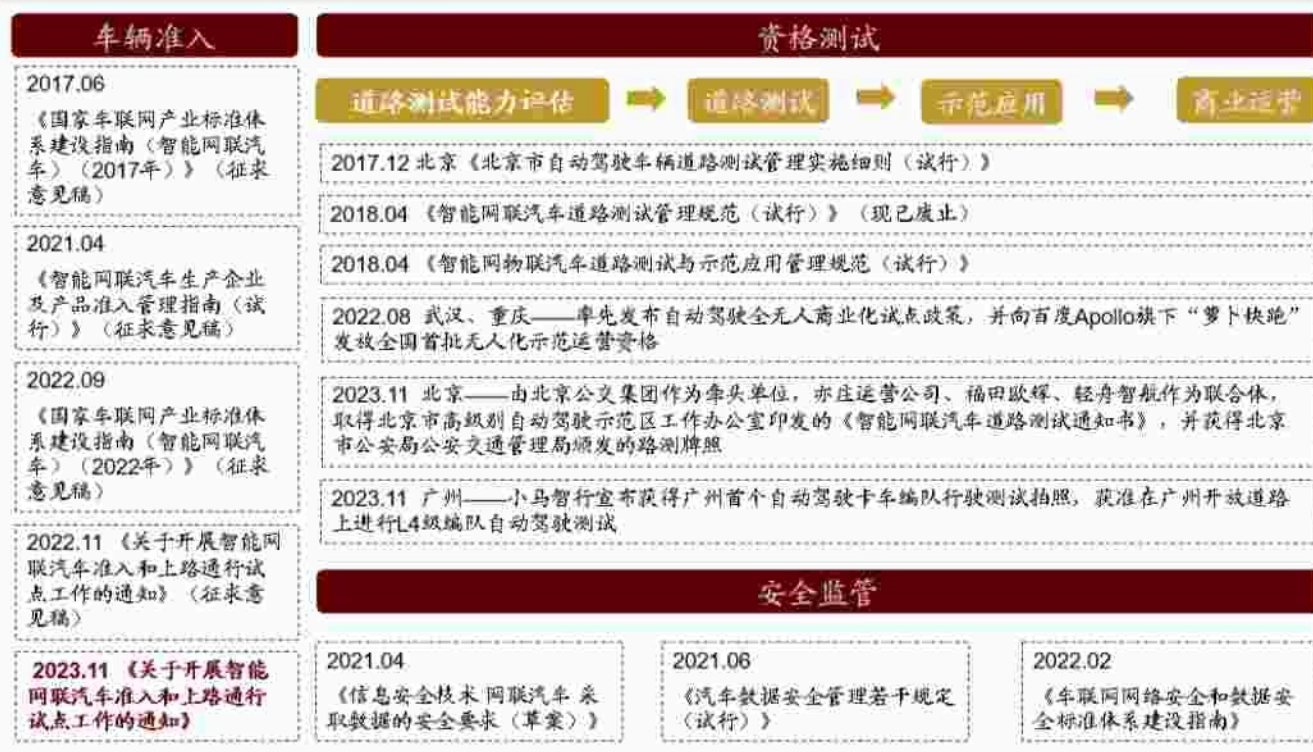 车辆准入
2017.06
《国家车联网产业标准体
系建设指南（智能网联汽
车）（2017年）》（征求
意见稿）
2021.04
《智能网联汽车生产企业
及产品准入管理指南（试
行）》（征求意见稿）
2022.09
《国家车联网产业标准体
系建设指南（智能网联汽
车）（2022年）》（征求
意见稿）
2022.11 《关于开展智能网
联汽车准入和上路通行试
点工作的通知》（征求意
见稿）
2023.11 《关于开展智能
网联汽车准入和上路通行
试点工作的通知》
资格测试
道路测试能力评估
道路测试
示范应用
商业运营
2017.12 北京《北京市自动驾驶车辆道路测试管理实施细则（试行）》
2018.04 《智能网联汽车道路测试管理规范（试行）》（现已废止）
2018.04 《智能网物联汽车道路测试与示范应用管理规范（试行）》
2022.08 武汉、重庆——率先发布自动驾驶全无人商业化试点政策，并向百度Apollo旗下“萝卜快跑”
发放全国首批无人化示范运营资格
2023.11 北京——由北京公交集团作为牵头单位，亦庄运营公司、福田欧辉、轻舟智航作为联合体，
取得北京市高级别自动驾驶示范区工作办公室印发的《智能网联汽车道路测试通知书》，并获得北京
市公安局公安交通管理局颁发的路测牌照
2023.11 广州——小马智行宣布获得广州首个自动驾驶卡车编队行驶测试拍照，获准在广州开放道路
上进行L4级编队自动驾驶测试
安全监管
2021.04
《信息安全技术 网联汽车 采
取数据的安全要求（草案）》
2021.06
《汽车数据安全管理若干规定
（试行）》
2022.02
《车联网网络安全和数据安
全标准体系建设指南》